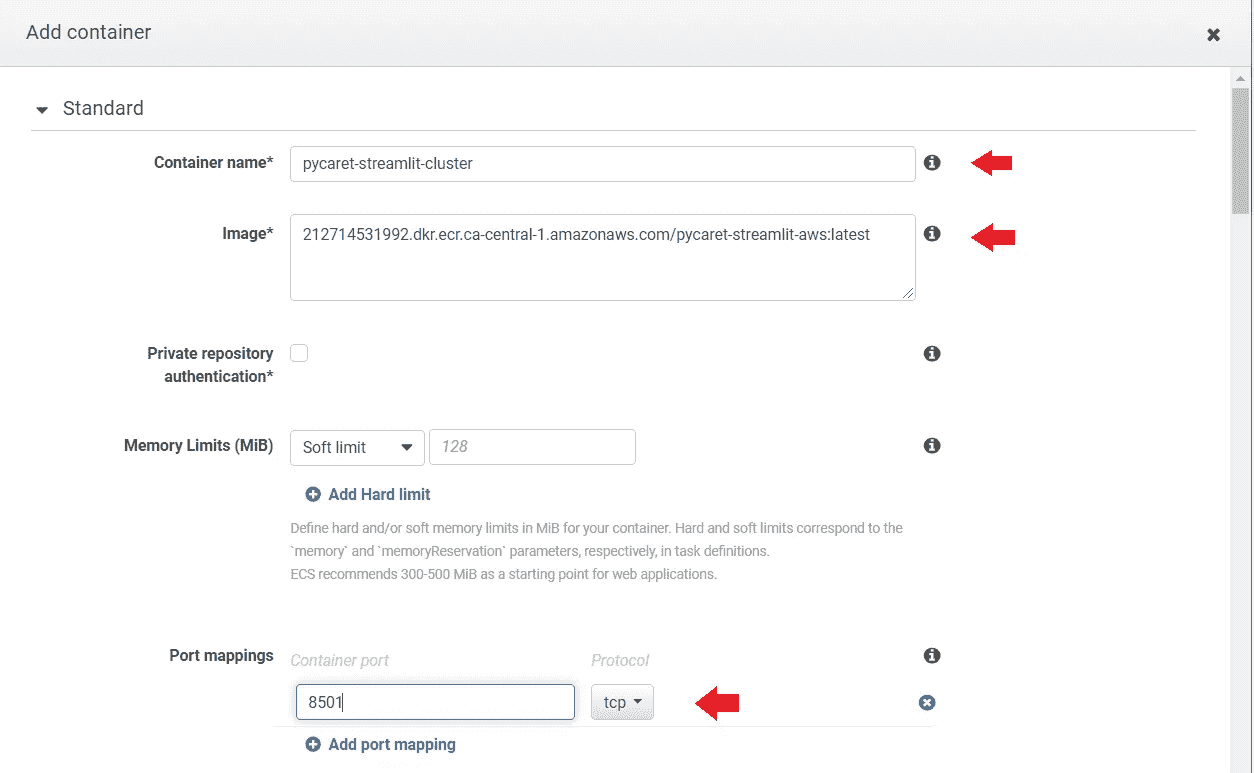 Add container
Standard
Container name*
pycaret-streamlit-cluster
Image*
212714531992.dkr.ecr.ca-central-1.amazonaws.com/pycaret-streamlit-aws:latest
Private repository
authentication*
Memory Limits (MiB)
Soft limit
128
Add Hard limit
Define hard and/or soft memory limits in MiB for your container. Hard and soft limits correspond to the
`memory` and `memoryReservation` parameters, respectively, in task definitions.
ECS recommends 300-500 MiB as a starting point for web applications.
Port mappings
Container port
Protocol
8501
tcp
Add port mapping